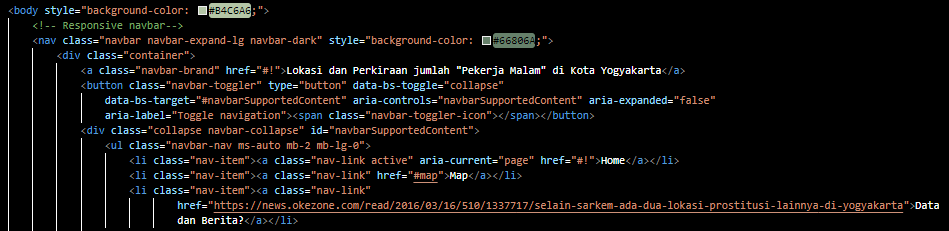 <body style="background-color: #B4C6A6;">
<!-- Responsive navbar-->
<nav class="navbar navbar-expand-lg navbar-dark" style="background-color: #66806A;">
<div class="container">
<a class="navbar-brand" href="#!">Lokasi dan Perkiraan jumlah "Pekerja Malam" di Kota Yogyakarta</a>
<button class="navbar-toggler" type="button" data-bs-toggle="collapse"
data-bs-target="#navbarSupportedContent" aria-controls="navbarSupportedContent" aria-expanded="false"
aria-label="Toggle navigation"><span class="navbar-toggler-icon"></span></button>
<div class="collapse navbar-collapse" id="navbarSupportedContent">
<ul class="navbar-nav ms-auto mb-2 mb-lg-0">
<li class="nav-item"><a class="nav-link active" aria-current="page" href="#!">Home</a></li>
<li class="nav-item"><a class="nav-link" href="#map">Map</a></li>
<li class="nav-item"><a class="nav-link"
href="https://news.okezone.com/read/2016/03/16/510/1337717/selain-sarkem-ada-dua-lokasi-prostitusi-lainnya-di-yogyakarta">Data
dan Berita?</a></li>